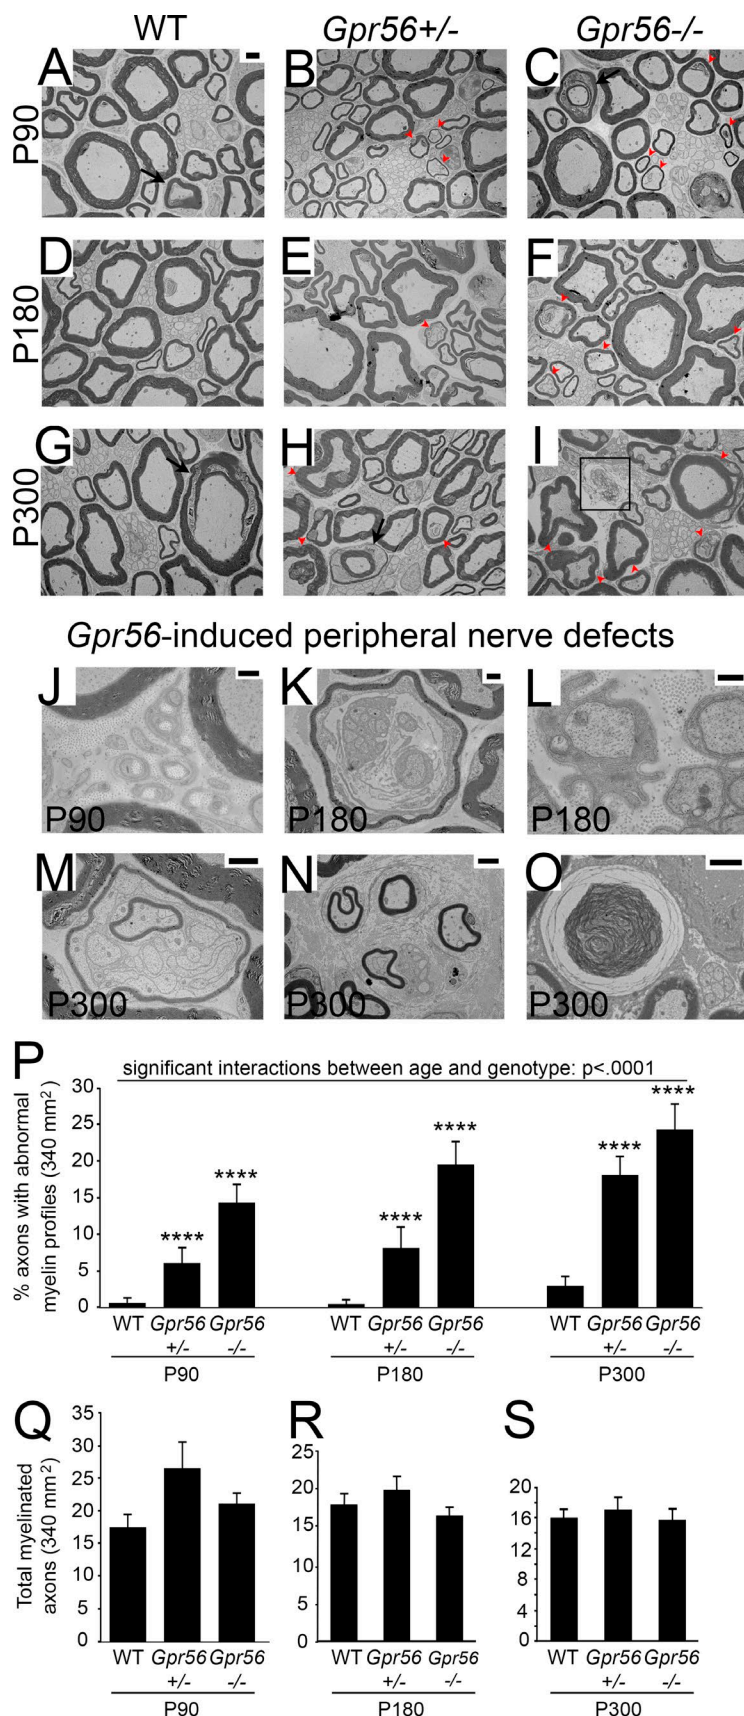 WT Gpr56+/- Gpr56-/-
P90
A B C
P180
D E F
P300
G H I
Gpr56-induced peripheral nerve defects
J K L
P90 P180 P180
M N O
P300 P300 P300
P
significant interactions between age and genotype: p<.0001
% axons with abnormal
myelin profiles (340 mm²)
30
25
20
15
10
5
0
**** **** **** **** **** ****
WT Gpr56 Gpr56 WT Gpr56 Gpr56 WT Gpr56 Gpr56
+/- -/- +/- -/- +/- -/-
P90 P180 P300
Q
Total myelinated
axons (340 mm²)
35
30
25
20
15
10
5
0
WT Gpr56 Gpr56
+/- -/-
P90
R
25
20
15
10
5
0
WT Gpr56 Gpr56
+/- -/-
P180
S
20
16
12
8
4
2
0
WT Gpr56 Gpr56
+/- -/-
P300